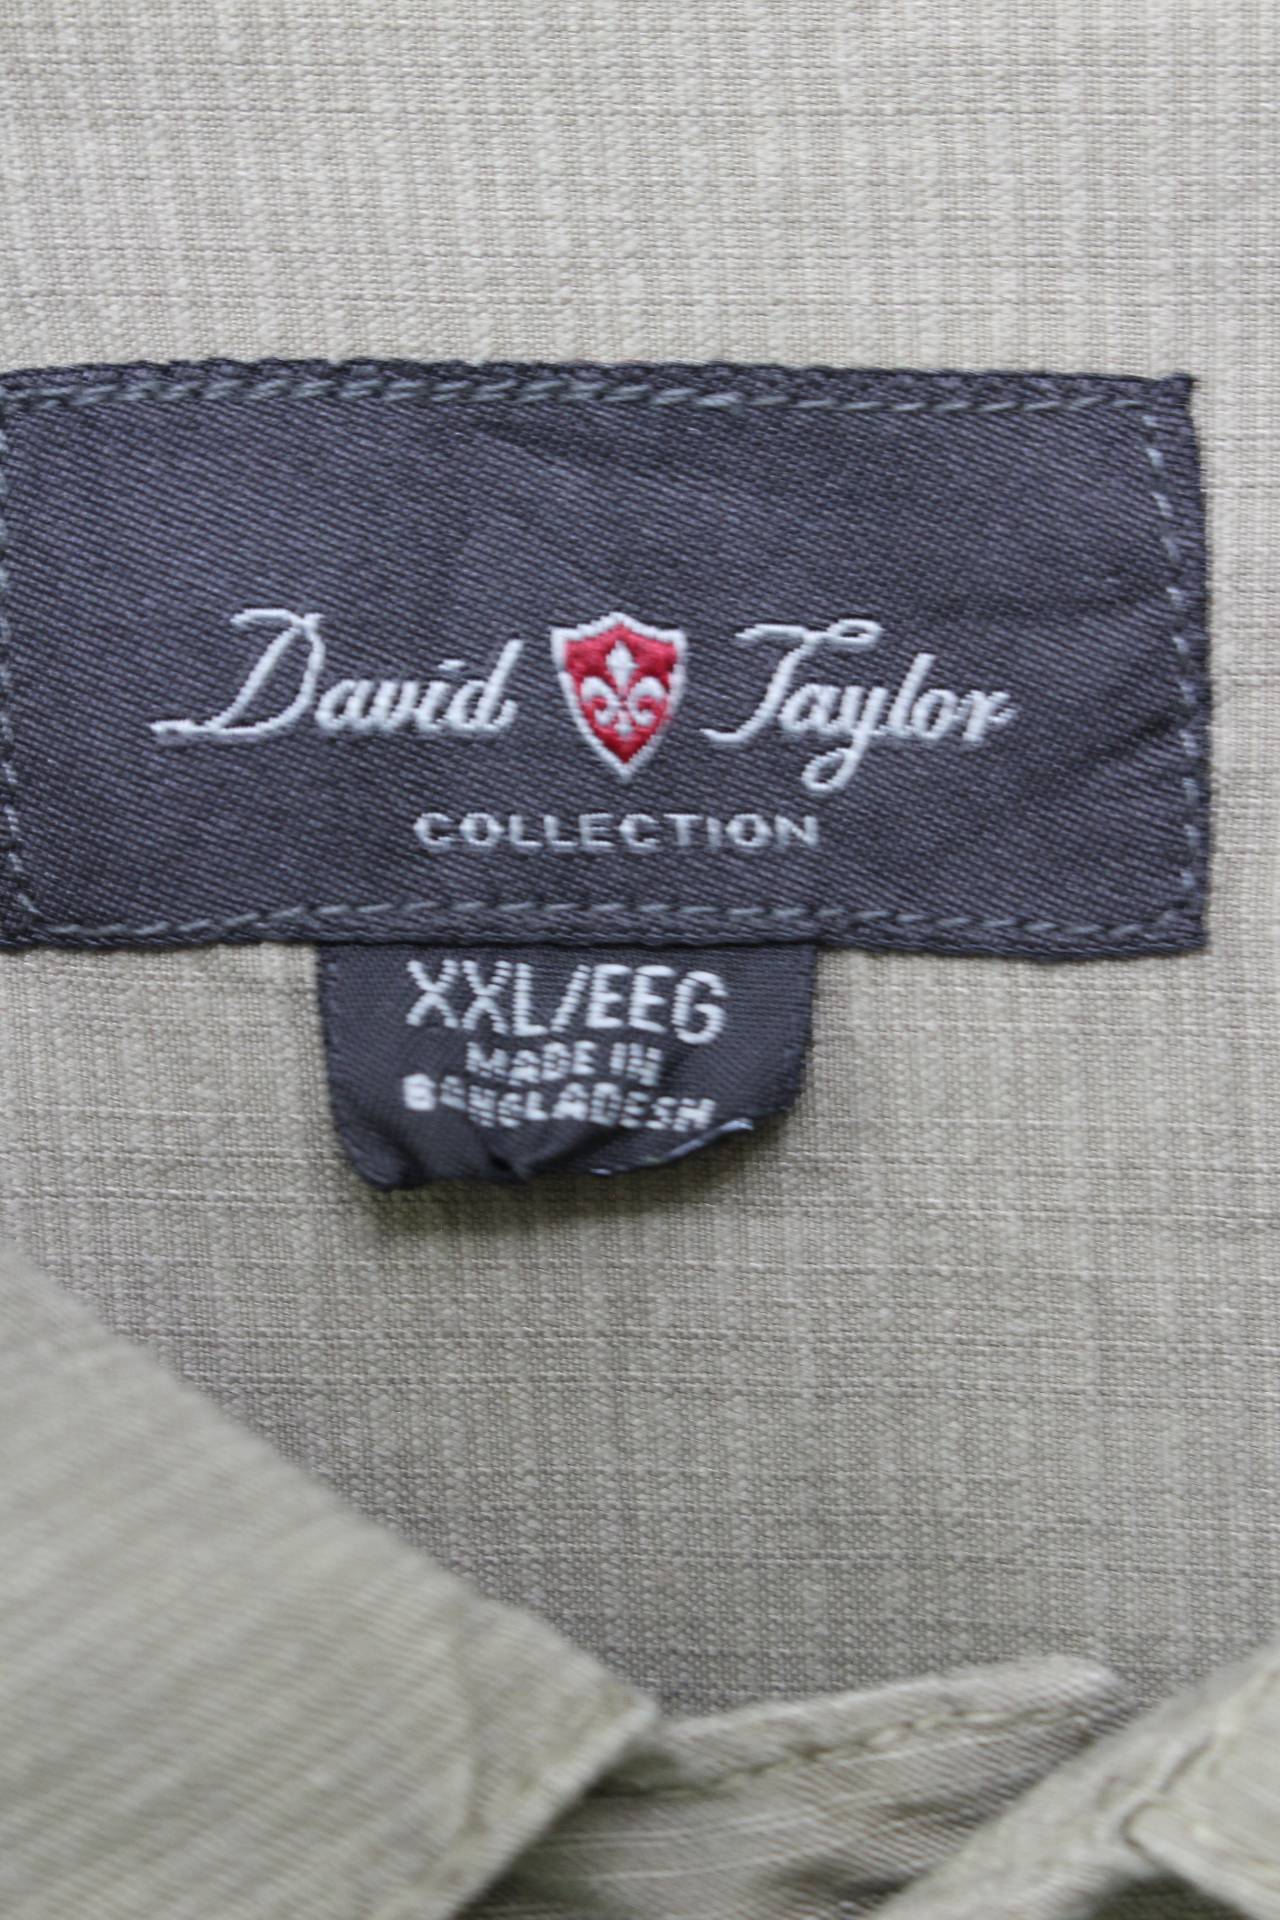 David Taylor
COLLECTION
XXL/EEG
MADE IN
BANGLADESH